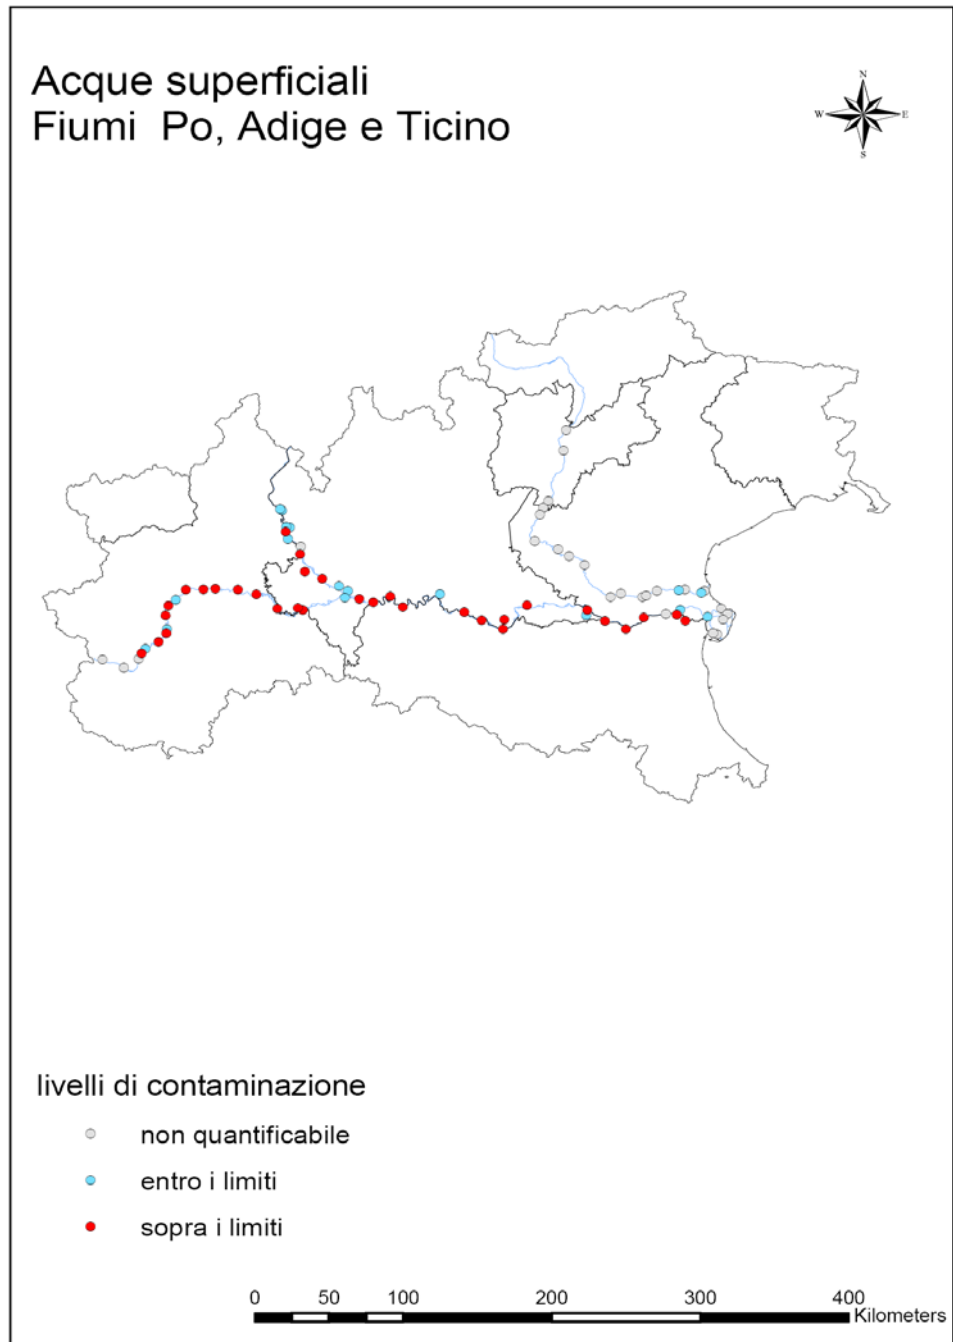 Acque superficiali
Fiumi Po, Adige e Ticino
N
W E
S
livelli di contaminazione
non quantificabile
entro i limiti
sopra i limiti
0 50 100 200 300 400
Kilometers